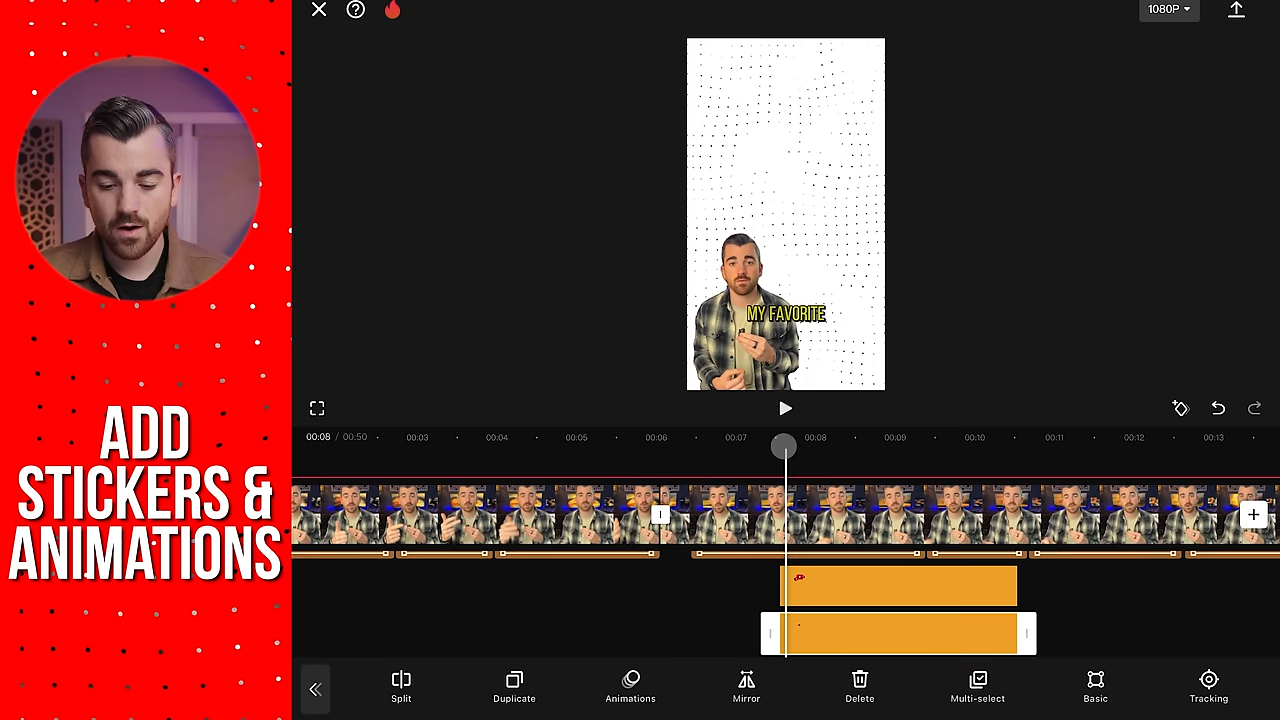 1080P
MY FAVORITE
00:08 / 00:50
00:03
00:04
00:05
00:06
00:07
00:08
00:09
00:10
00:11
00:12
00:13
ADD
STICKERS &
ANIMATIONS
Split
Duplicate
Animations
Mirror
Delete
Multi-select
Basic
Tracking